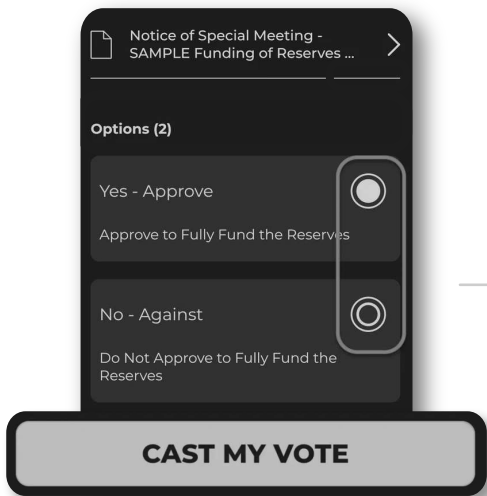 Notice of Special Meeting -
SAMPLE Funding of Reserves ...
Options (2)
Yes - Approve
Approve to Fully Fund the Reserves
No - Against
Do Not Approve to Fully Fund the
Reserves
CAST MY VOTE